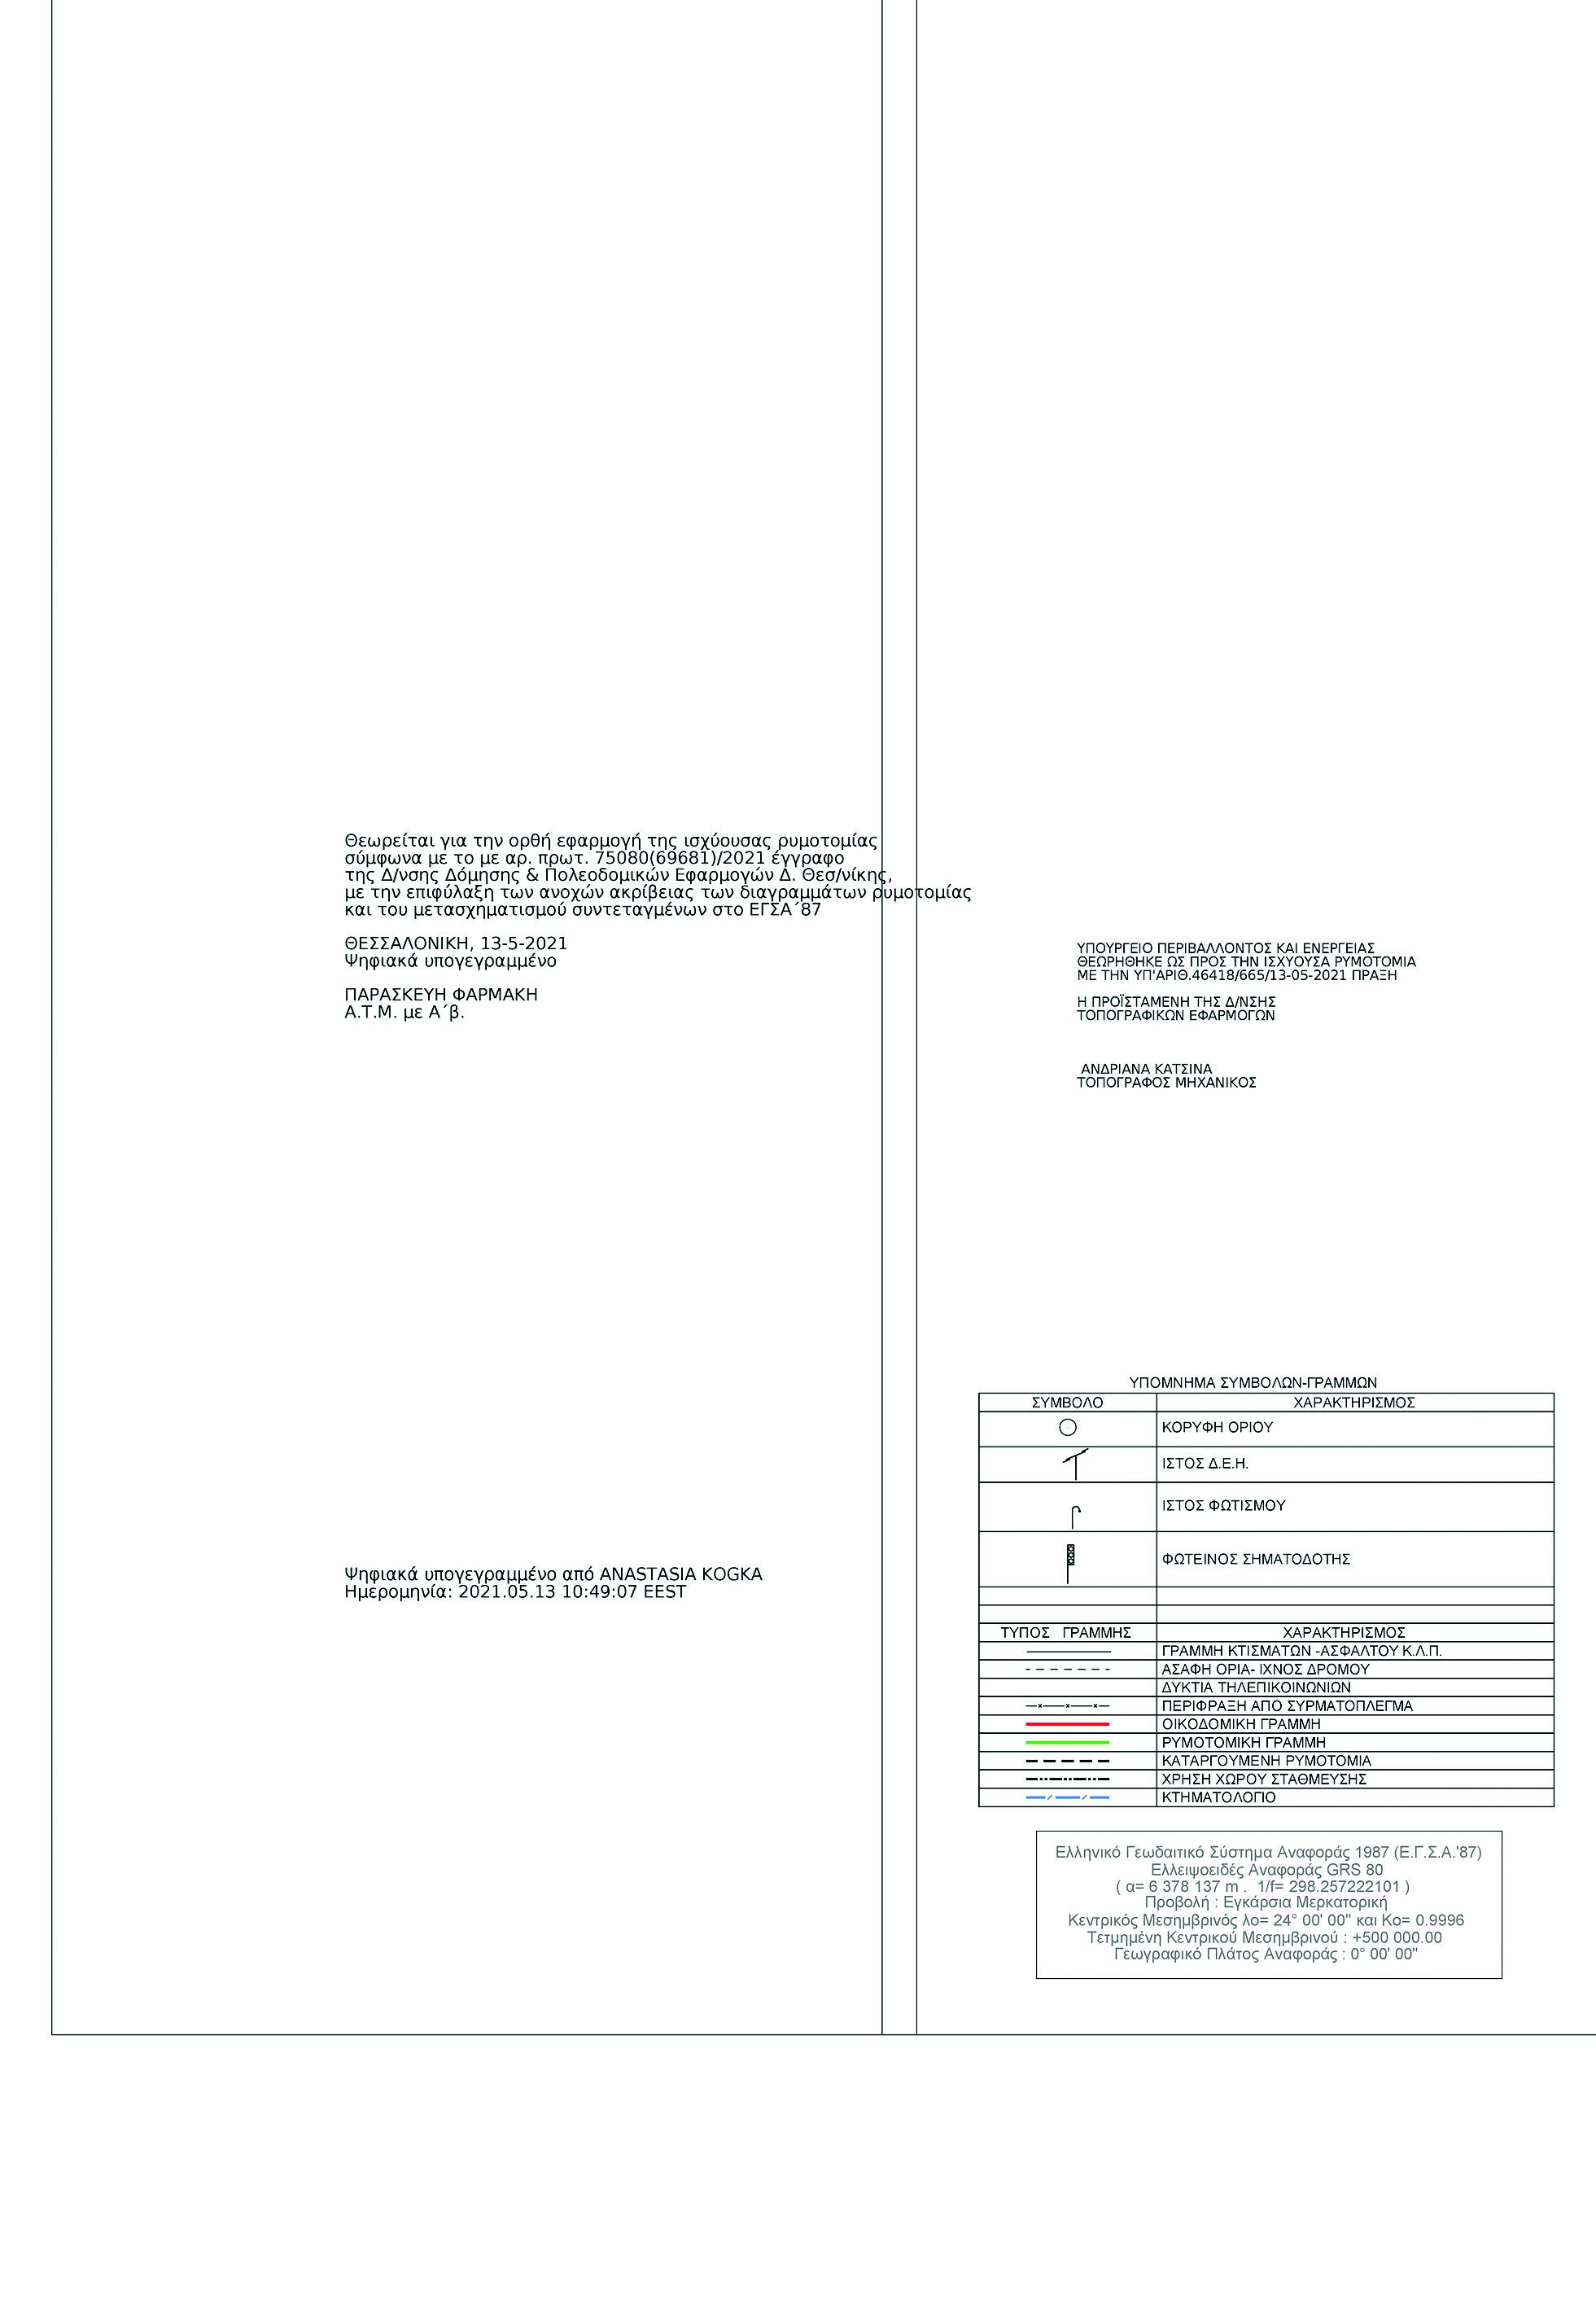 Θεωρείται για την ορθή εφαρμογή της ισχύουσας ρυμοτομίας
σύμφωνα με το με αρ. πρωτ. 75080(69681)/2021 έγγραφο
της Δ/νσης Δόμησης & Πολεοδομικών Εφαρμογών Δ. Θεσ/νίκης,
με την επιφύλαξη των ανοχών ακρίβειας των διαγραμμάτων ρυμοτομίας
και του μετασχηματισμού συντεταγμένων στο ΕΓΣΑ΄87
ΘΕΣΣΑΛΟΝΙΚΗ, 13-5-2021
Ψηφιακά υπογεγραμμένο
ΠΑΡΑΣΚΕΥΗ ΦΑΡΜΑΚΗ
Α.Τ.Μ. με Α΄β.
Ψηφιακά υπογεγραμμένο από ANASTASIA KOGKA
Ημερομηνία: 2021.05.13 10:49:07 EEST
ΥΠΟΥΡΓΕΙΟ ΠΕΡΙΒΑΛΛΟΝΤΟΣ ΚΑΙ ΕΝΕΡΓΕΙΑΣ
ΘΕΩΡΗΘΗΚΕ ΩΣ ΠΡΟΣ ΤΗΝ ΙΣΧΥΟΥΣΑ ΡΥΜΟΤΟΜΙΑ
ΜΕ ΤΗΝ ΥΠ'ΑΡΙΘ.46418/665/13-05-2021 ΠΡΑΞΗ
Η ΠΡΟΪΣΤΑΜΕΝΗ ΤΗΣ Δ/ΝΣΗΣ
ΤΟΠΟΓΡΑΦΙΚΩΝ ΕΦΑΡΜΟΓΩΝ
ΑΝΔΡΙΑΝΑ ΚΑΤΣΙΝΑ
ΤΟΠΟΓΡΑΦΟΣ ΜΗΧΑΝΙΚΟΣ
ΥΠΟΜΝΗΜΑ ΣΥΜΒΟΛΩΝ-ΓΡΑΜΜΩΝ
ΣΥΜΒΟΛΟ ΧΑΡΑΚΤΗΡΙΣΜΟΣ
ΚΟΡΥΦΗ ΟΡΙΟΥ
ΙΣΤΟΣ Δ.Ε.Η.
ΙΣΤΟΣ ΦΩΤΙΣΜΟΥ
ΦΩΤΕΙΝΟΣ ΣΗΜΑΤΟΔΟΤΗΣ
ΤΥΠΟΣ ΓΡΑΜΜΗΣ ΧΑΡΑΚΤΗΡΙΣΜΟΣ
ΓΡΑΜΜΗ ΚΤΙΣΜΑΤΩΝ -ΑΣΦΑΛΤΟΥ Κ.Λ.Π.
ΑΣΑΦΗ ΟΡΙΑ- ΙΧΝΟΣ ΔΡΟΜΟΥ
ΔΥΚΤΙΑ ΤΗΛΕΠΙΚΟΙΝΩΝΙΩΝ
ΠΕΡΙΦΡΑΞΗ ΑΠΟ ΣΥΡΜΑΤΟΠΛΕΓΜΑ
ΟΙΚΟΔΟΜΙΚΗ ΓΡΑΜΜΗ
ΡΥΜΟΤΟΜΙΚΗ ΓΡΑΜΜΗ
ΚΑΤΑΡΓΟΥΜΕΝΗ ΡΥΜΟΤΟΜΙΑ
ΧΡΗΣΗ ΧΩΡΟΥ ΣΤΑΘΜΕΥΣΗΣ
ΚΤΗΜΑΤΟΛΟΓΙΟ
Ελληνικό Γεωδαιτικό Σύστημα Αναφοράς 1987 (Ε.Γ.Σ.Α.'87)
Ελλειψοειδές Αναφοράς GRS 80
( α= 6 378 137 m . 1/f= 298.257222101 )
Προβολή : Εγκάρσια Μερκατορική
Κεντρικός Μεσημβρινός λο= 24° 00' 00" και Κο= 0.9996
Τετμημένη Κεντρικού Μεσημβρινού : +500 000.00
Γεωγραφικό Πλάτος Αναφοράς : 0° 00' 00"